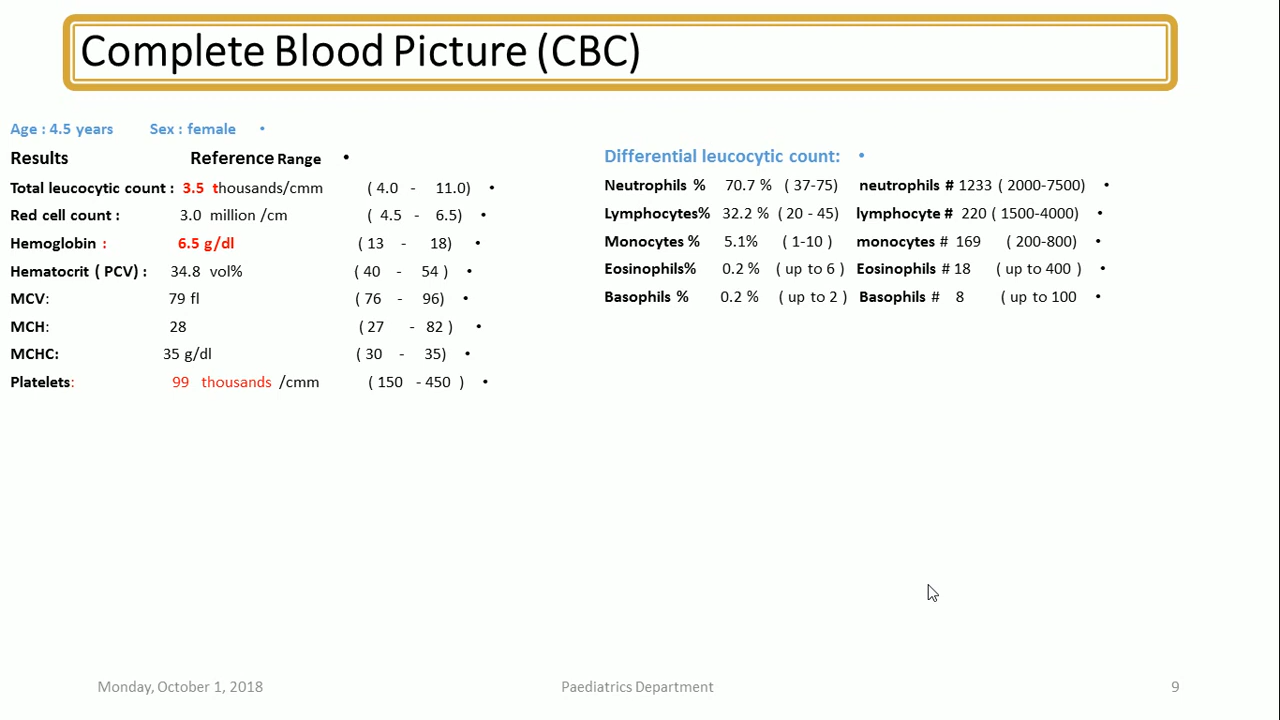 Complete Blood Picture (CBC)
Age : 4.5 years Sex : female •
Results Reference Range •
Total leucocytic count : 3.5 thousands/cmm ( 4.0 - 11.0) •
Red cell count : 3.0 million /cm ( 4.5 - 6.5) •
Hemoglobin : 6.5 g/dl ( 13 - 18) •
Hematocrit ( PCV) : 34.8 vol% ( 40 - 54 ) •
MCV: 79 fl ( 76 - 96) •
MCH: 28 ( 27 - 82 ) •
MCHC: 35 g/dl ( 30 - 35) •
Platelets: 99 thousands /cmm ( 150 - 450 ) •
Differential leucocytic count: •
Neutrophils % 70.7 % ( 37-75) neutrophils # 1233 ( 2000-7500) •
Lymphocytes% 32.2 % ( 20 - 45) lymphocyte # 220 ( 1500-4000) •
Monocytes % 5.1% ( 1-10 ) monocytes # 169 ( 200-800) •
Eosinophils% 0.2 % ( up to 6 ) Eosinophils # 18 ( up to 400 ) •
Basophils % 0.2 % ( up to 2 ) Basophils # 8 ( up to 100 •
Monday, October 1, 2018 Paediatrics Department 9